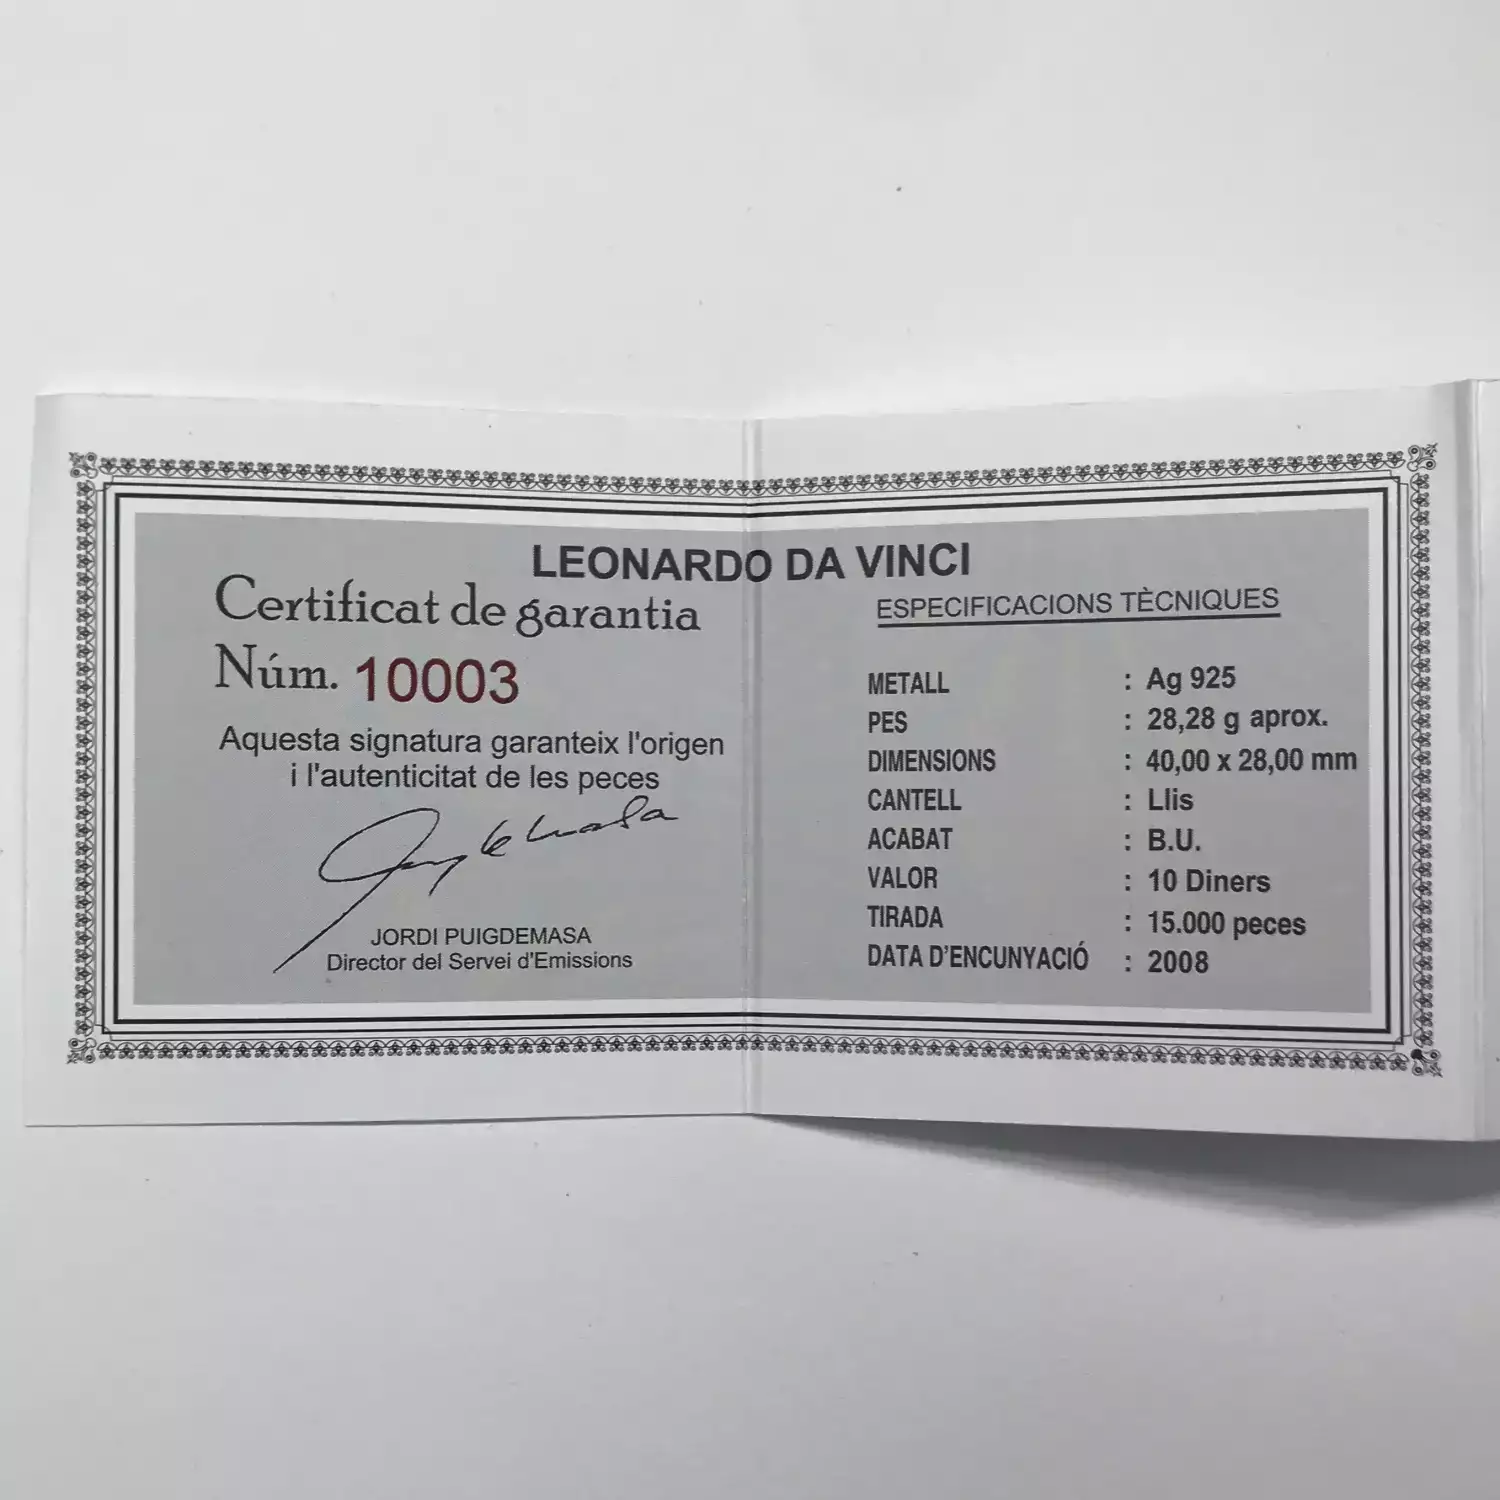 LEONARDO DA VINCI
Certificat de garantia
Núm. 10003
Aquesta signatura garanteix l'origen
i l'autenticitat de les peces
JORDI PUIGDEMASA
Director del Servei d'Emissions
ESPECIFICACIONS TÈCNIQUES
METALL : Ag 925
PES : 28,28 g aprox.
DIMENSIONS : 40,00 x 28,00 mm
CANTELL : Llis
ACABAT : B.U.
VALOR : 10 Diners
TIRADA : 15.000 peces
DATA D'ENCUNYACIÓ : 2008